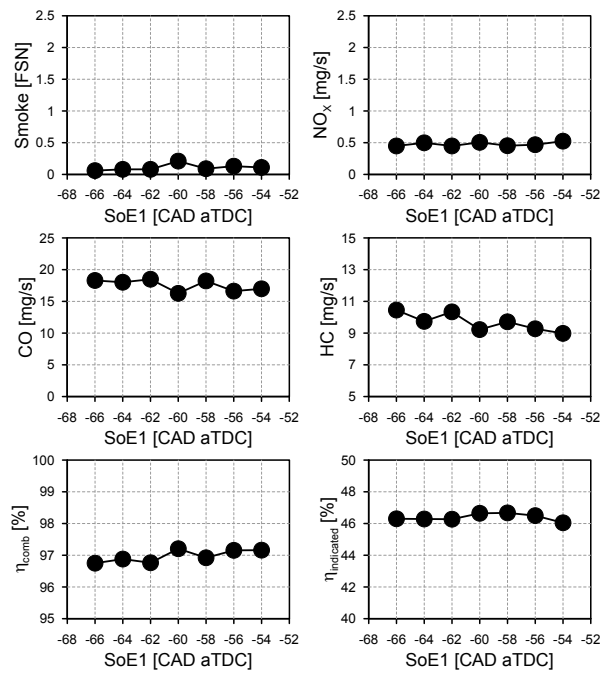 Smoke [FSN]
2.5
2
1.5
1
0.5
0
-68 -66 -64 -62 -60 -58 -56 -54 -52
SoE1 [CAD aTDC]
NOX [mg/s]
2.5
2
1.5
1
0.5
0
-68 -66 -64 -62 -60 -58 -56 -54 -52
SoE1 [CAD aTDC]
CO [mg/s]
25
20
15
10
5
0
-68 -66 -64 -62 -60 -58 -56 -54 -52
SoE1 [CAD aTDC]
HC [mg/s]
15
13
11
9
7
5
-68 -66 -64 -62 -60 -58 -56 -54 -52
SoE1 [CAD aTDC]
ηcomb [%]
100
99
98
97
96
95
-68 -66 -64 -62 -60 -58 -56 -54 -52
SoE1 [CAD aTDC]
ηindicated [%]
50
48
46
44
42
40
-68 -66 -64 -62 -60 -58 -56 -54 -52
SoE1 [CAD aTDC]